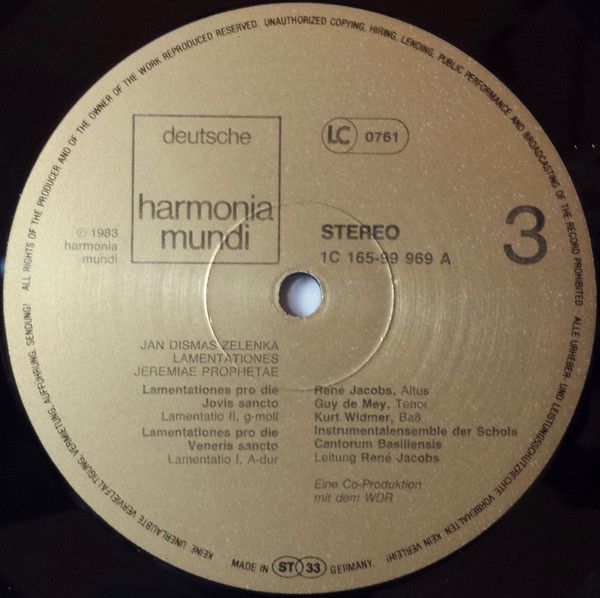 ALL RIGHTS OF THE PRODUCER AND OF THE OWNER OF THE WORK REPRODUCED RESERVED. UNAUTHORIZED COPYING, HIRING, LENDING, PUBLIC PERFORMANCE AND BROADCASTING OF THE RECORD PROHIBITED.
ALLE URHEBER- UND LEISTUNGSSCHUTZRECHTE VORBEHALTEN KEIN VERLEIH! KEINE UNERLAUBTE VERVIELFÄLTIGUNG, VERMIETUNG, AUFFÜHRUNG, SENDUNG!
deutsche
harmonia
mundi
LC 0761
℗ 1983
harmonia
mundi
STEREO
1C 165-99 969 A
3
JAN DISMAS ZELENKA
LAMENTATIONES
JEREMIAE PROPHETAE
Lamentationes pro die
Jovis sancto
Lamentatio II, g-moll
Lamentationes pro die
Veneris sancto
Lamentatio I, A-dur
René Jacobs, Altus
Guy de Mey, Tenor
Kurt Widmer, Baß
Instrumentalensemble der Schola
Cantorum Basiliensis
Leitung René Jacobs
Eine Co-Produktion
mit dem WDR
MADE IN ST 33 GERMANY.